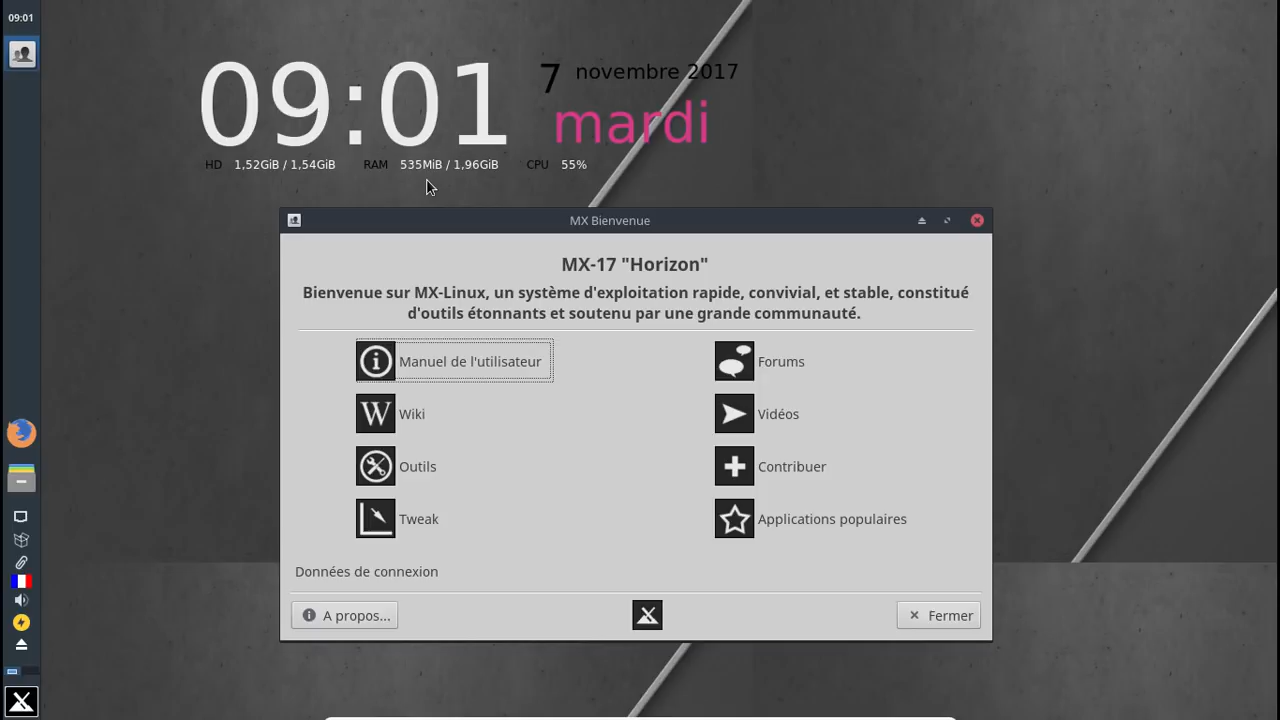 09:01
09:01
7 novembre 2017
mardi
HD 1,52GiB / 1,54GiB RAM 535MiB / 1,96GiB CPU 55%
MX Bienvenue
MX-17 "Horizon"
Bienvenue sur MX-Linux, un système d'exploitation rapide, convivial, et stable, constitué
d'outils étonnants et soutenu par une grande communauté.
Manuel de l'utilisateur
Forums
Wiki
Vidéos
Outils
Contribuer
Tweak
Applications populaires
Données de connexion
A propos...
Fermer